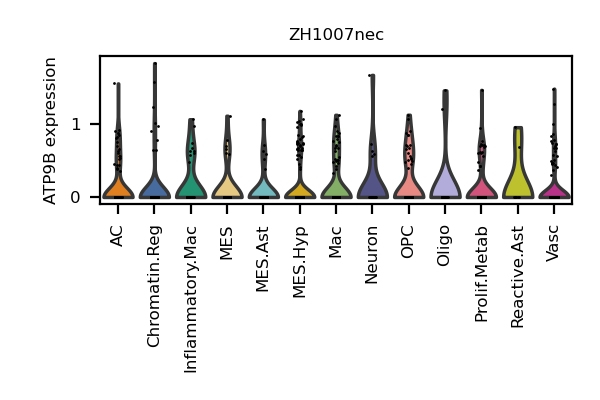 ZH1007nec
ATP9B expression
1
0
AC
Chromatin.Reg
Inflammatory.Mac
MES
MES.Ast
MES.Hyp
Mac
Neuron
OPC
Oligo
Prolif.Metab
Reactive.Ast
Vasc